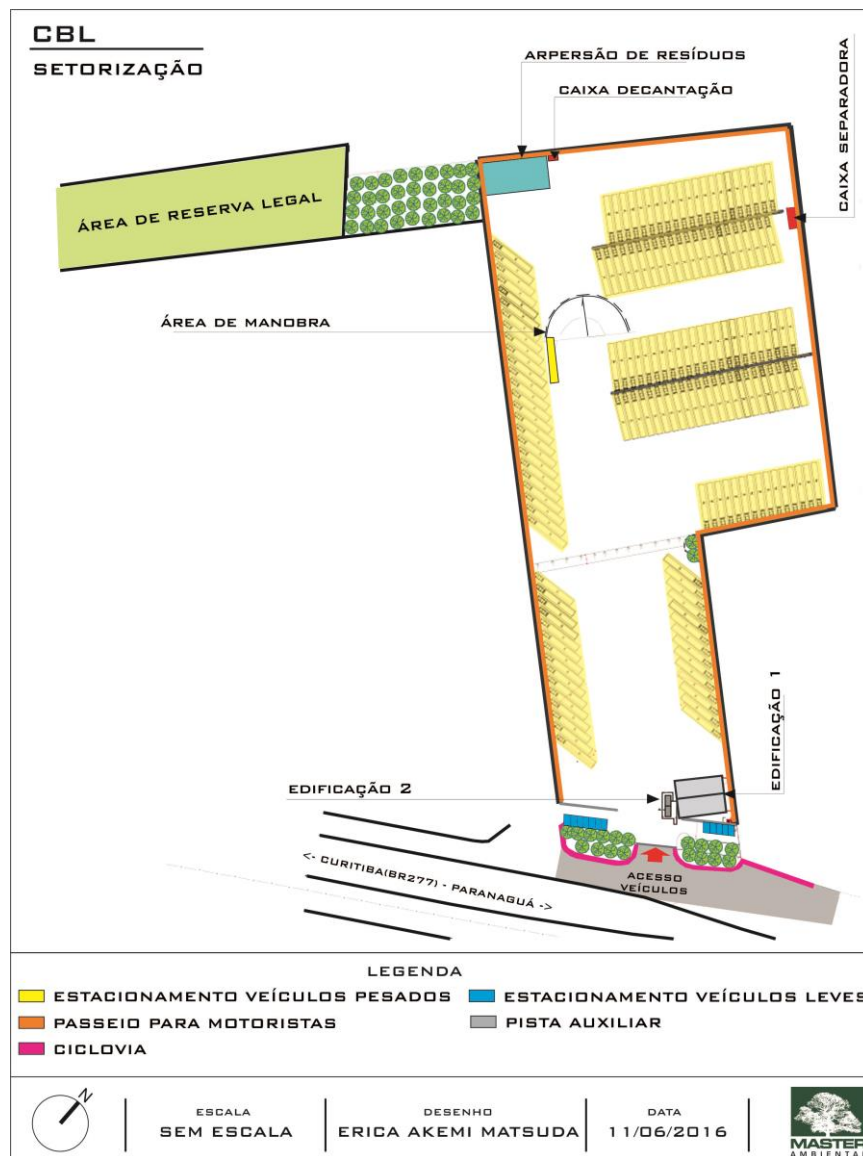 CBL
SETORIZAÇÃO
ARPERSÃO DE RESÍDUOS
CAIXA DECANTAÇÃO
CAIXA SEPARADORA
ÁREA DE RESERVA LEGAL
ÁREA DE MANOBRA
EDIFICAÇÃO 1
EDIFICAÇÃO 2
<- CURITIBA(BR277) - PARANAGUÁ ->
ACESSO
VEÍCULOS
LEGENDA
ESTACIONAMENTO VEÍCULOS PESADOS
ESTACIONAMENTO VEÍCULOS LEVES
PASSEIO PARA MOTORISTAS
PISTA AUXILIAR
CICLOVIA
N
ESCALA
SEM ESCALA
DESENHO
ERICA AKEMI MATSUDA
DATA
11/06/2016
MASTER
AMBIENTAL